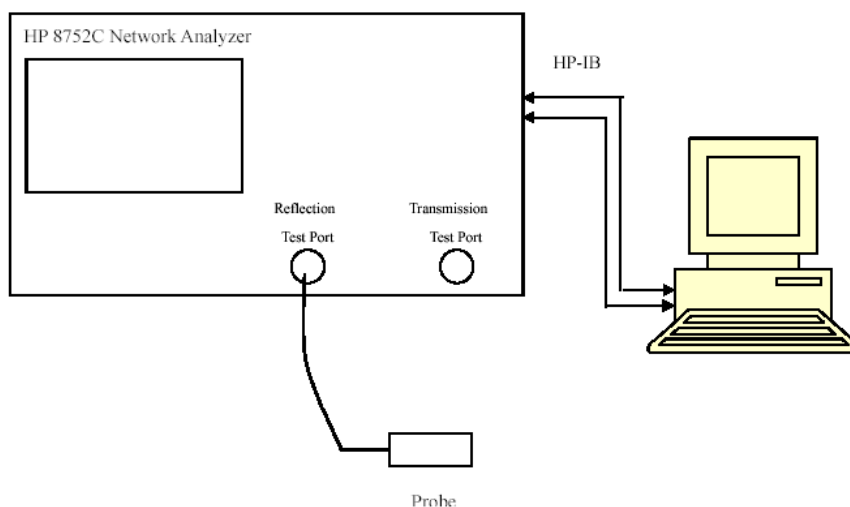 HP 8752C Network Analyzer
HP-IB
Reflection
Test Port
Transmission
Test Port
Probe